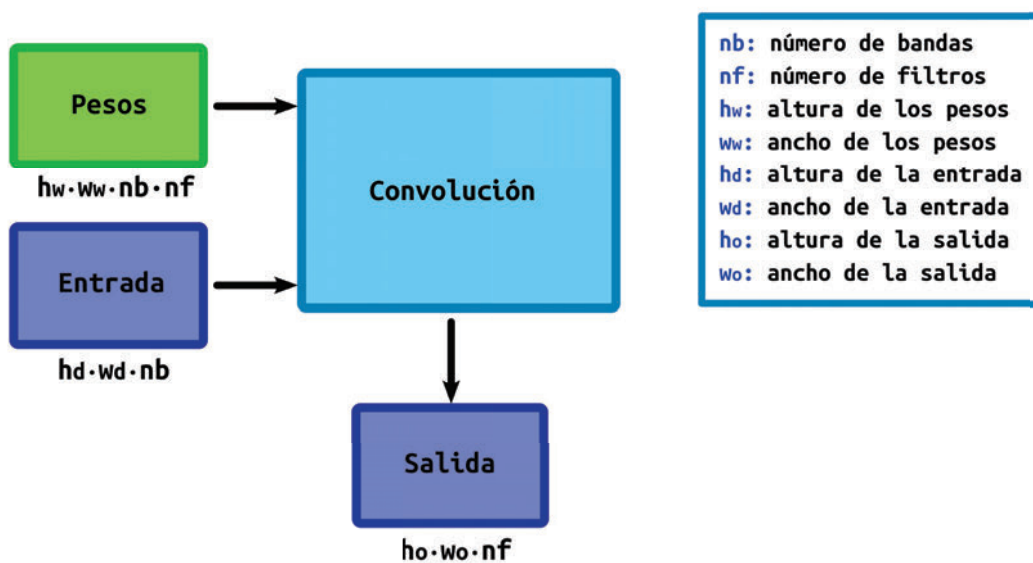 Pesos
hw·ww·nb·nf
Entrada
hd·wd·nb
Convolución
Salida
ho·wo·nf
nb: número de bandas
nf: número de filtros
hw: altura de los pesos
ww: ancho de los pesos
hd: altura de la entrada
wd: ancho de la entrada
ho: altura de la salida
wo: ancho de la salida